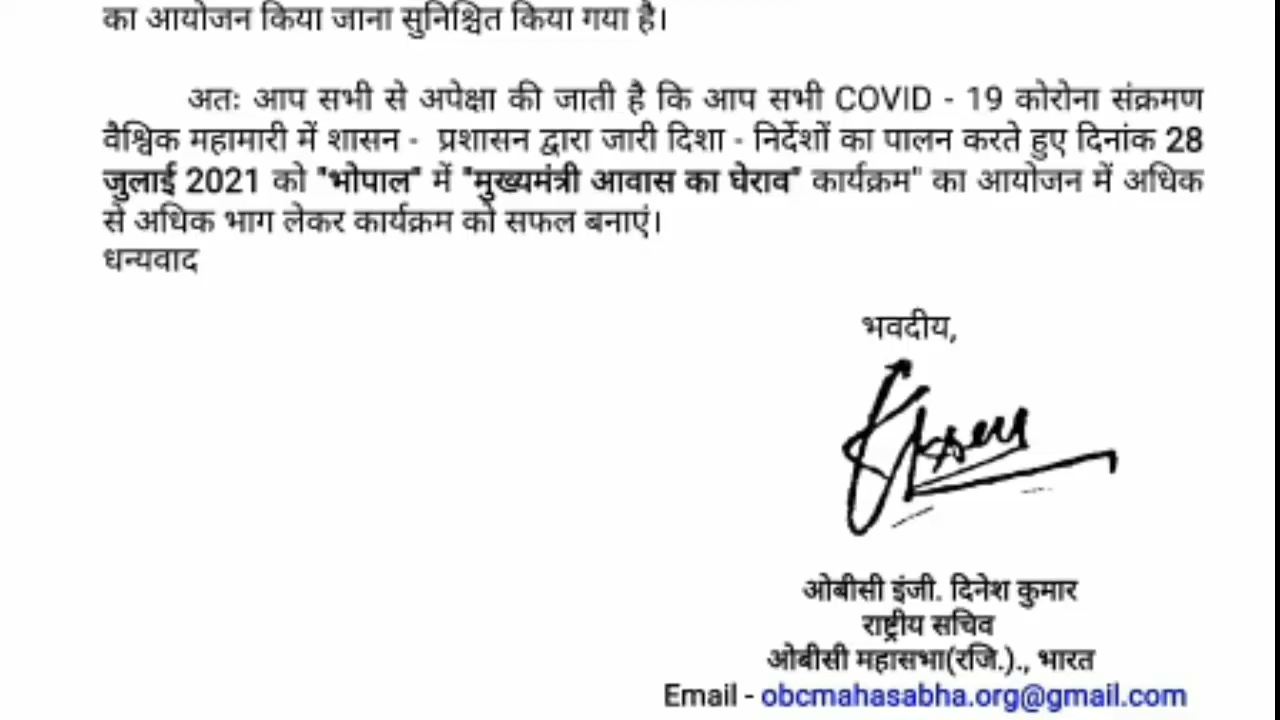 का आयोजन किया जाना सुनिश्चित किया गया है।
अतः आप सभी से अपेक्षा की जाती है कि आप सभी COVID - 19 कोरोना संक्रमण
वैश्विक महामारी में शासन - प्रशासन द्वारा जारी दिशा - निर्देशों का पालन करते हुए दिनांक 28
जुलाई 2021 को "भोपाल" में "मुख्यमंत्री आवास का घेराव" कार्यक्रम" का आयोजन में अधिक
से अधिक भाग लेकर कार्यक्रम को सफल बनाएं।
धन्यवाद
भवदीय,
ओबीसी इंजी. दिनेश कुमार
राष्ट्रीय सचिव
ओबीसी महासभा(रजि.)., भारत
Email - obcmahasabha.org@gmail.com